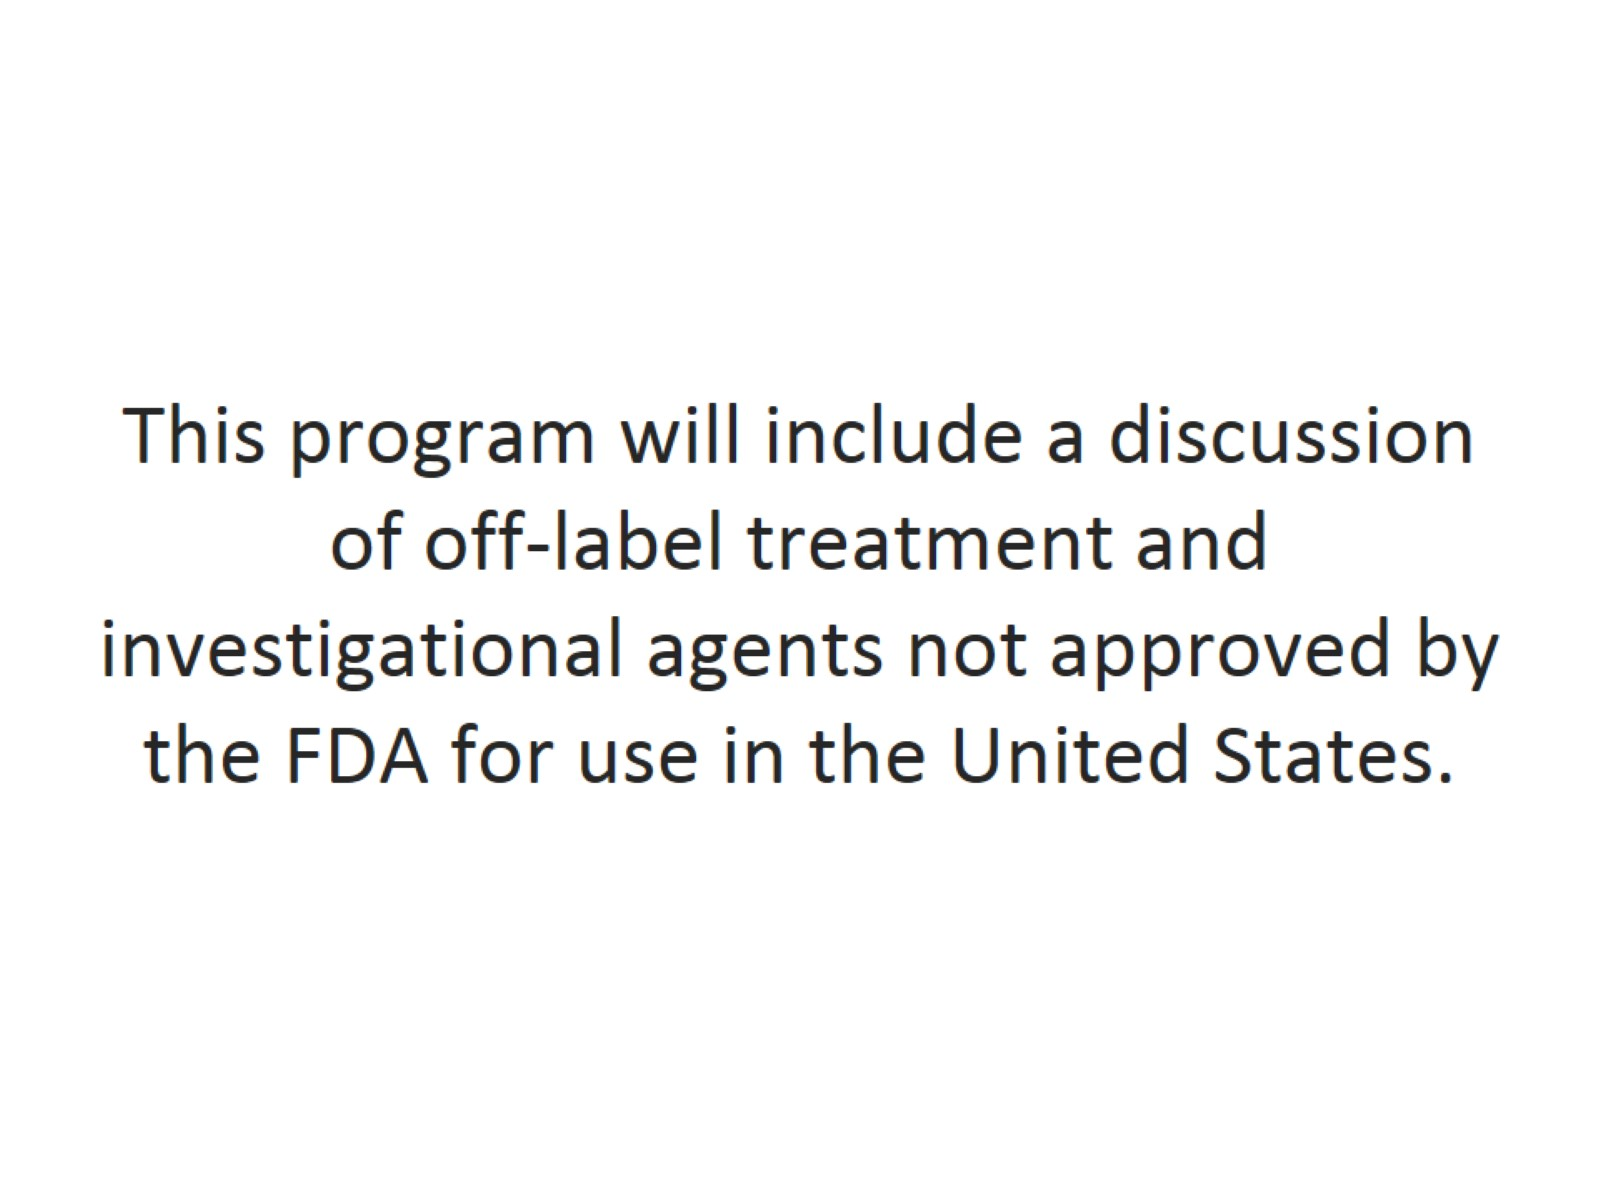 This program will include a discussion
of off-label treatment and
investigational agents not approved by
the FDA for use in the United States.